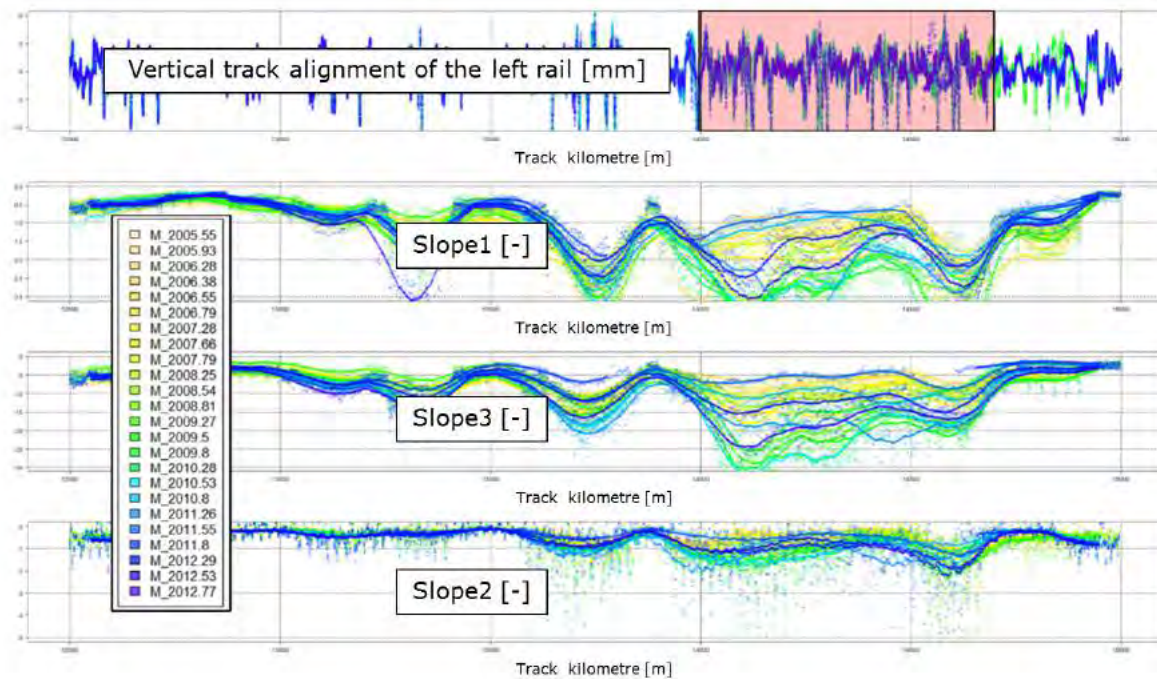 Vertical track alignment of the left rail [mm]
Track kilometre [m]
Slope1 [-]
Track kilometre [m]
M_2005.55
M_2005.93
M_2006.28
M_2006.38
M_2006.55
M_2006.79
M_2007.28
M_2007.66
M_2007.79
M_2008.25
M_2008.54
M_2008.81
M_2009.27
M_2009.5
M_2009.8
M_2010.28
M_2010.53
M_2010.8
M_2011.26
M_2011.55
M_2011.8
M_2012.29
M_2012.53
M_2012.77
Slope3 [-]
Track kilometre [m]
Slope2 [-]
Track kilometre [m]